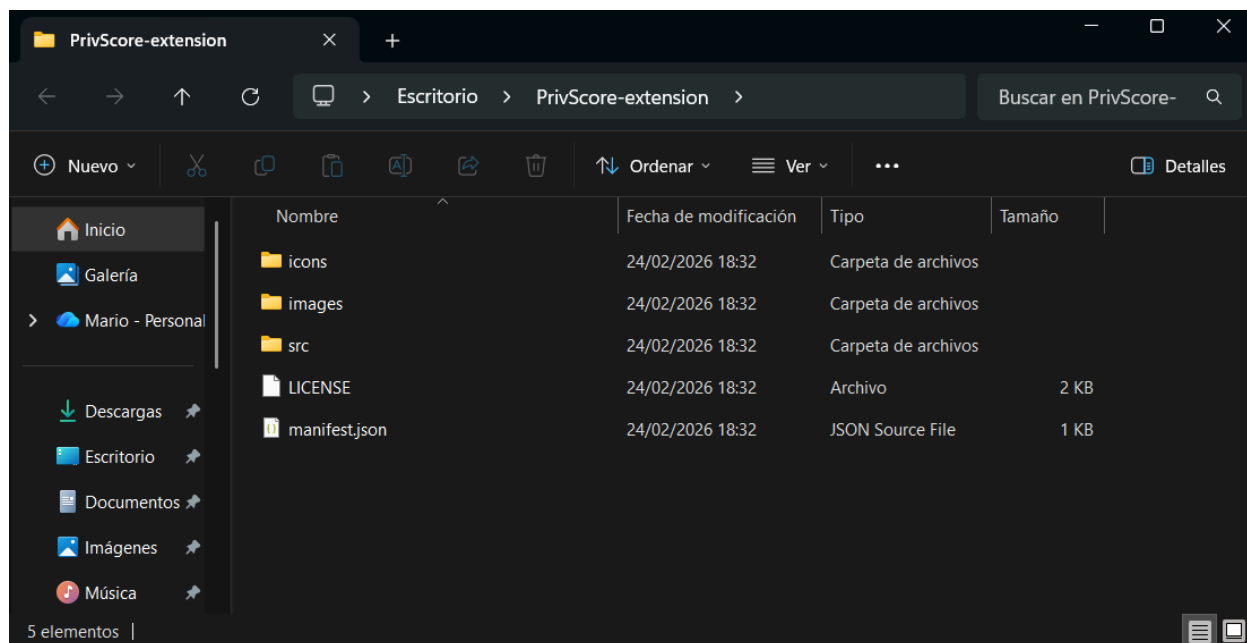 PrivScore-extension
Escritorio > PrivScore-extension >
Buscar en PrivScore-
Nuevo
Ordenar
Ver
Detalles
Inicio
Galería
Mario - Personal
Descargas
Escritorio
Documentos
Imágenes
Música
Nombre Fecha de modificación Tipo Tamaño
icons 24/02/2026 18:32 Carpeta de archivos
images 24/02/2026 18:32 Carpeta de archivos
src 24/02/2026 18:32 Carpeta de archivos
LICENSE 24/02/2026 18:32 Archivo 2 KB
manifest.json 24/02/2026 18:32 JSON Source File 1 KB
5 elementos